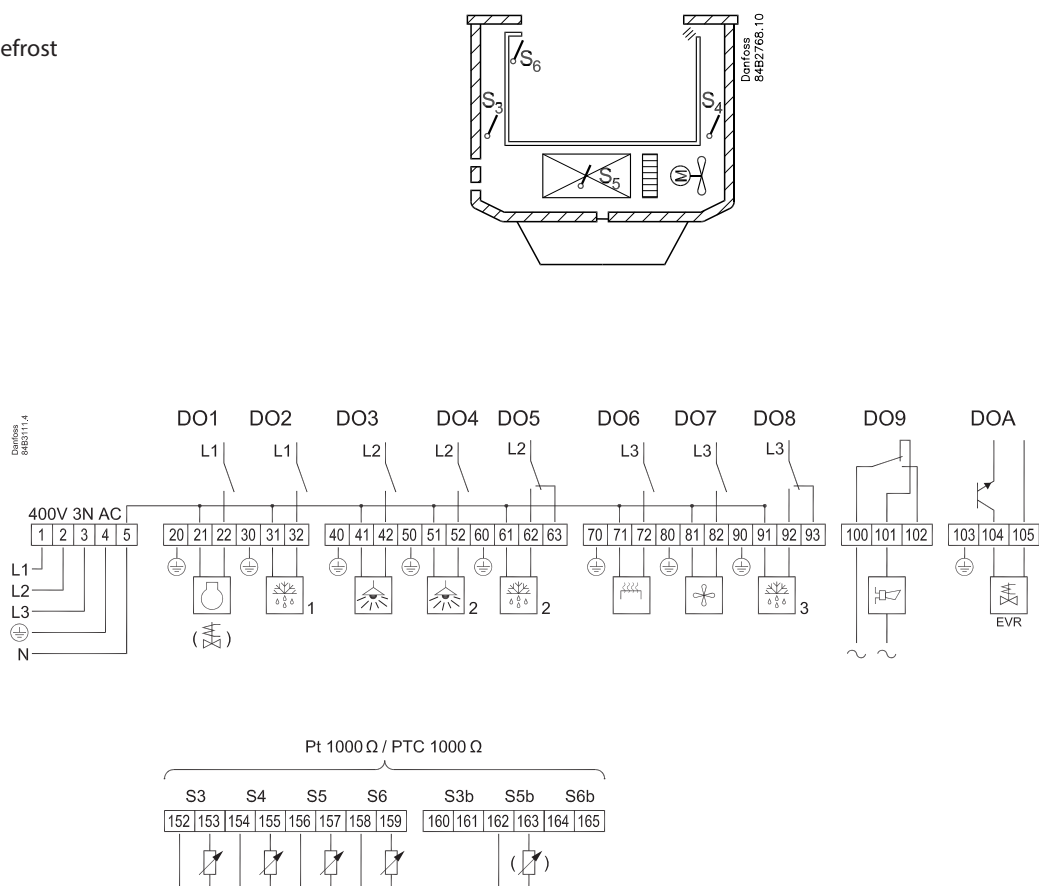 efrost
S6
S3
S4
S5
M
Danfoss
84B2768.10
Danfoss
84B3111.4
DO1 DO2 DO3 DO4 DO5 DO6 DO7 DO8 DO9 DOA
L1 L1 L2 L2 L2 L3 L3 L3
400V 3N AC
1 2 3 4 5 20 21 22 30 31 32 40 41 42 50 51 52 60 61 62 63 70 71 72 80 81 82 90 91 92 93 100 101 102 103 104 105
L1
L2
L3
N
1 2 2 3
EVR
( )
Pt 1000 Ω / PTC 1000 Ω
S3 S4 S5 S6 S3b S5b S6b
152 153 154 155 156 157 158 159 160 161 162 163 164 165
( )